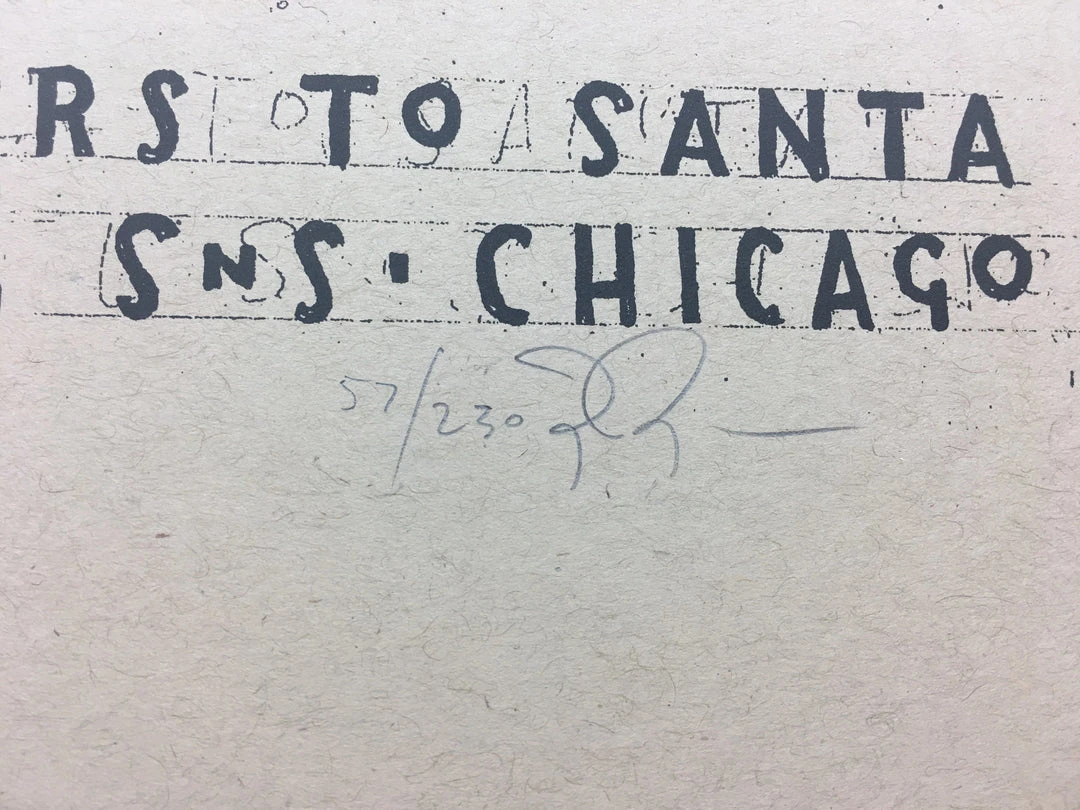 RS TO SANTA
SNS · CHICAGO
57/230